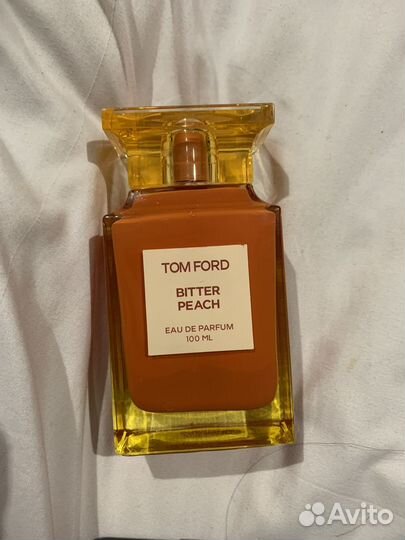 TOM FORD
BITTER
PEACH
EAU DE PARFUM
100 ML
Avito